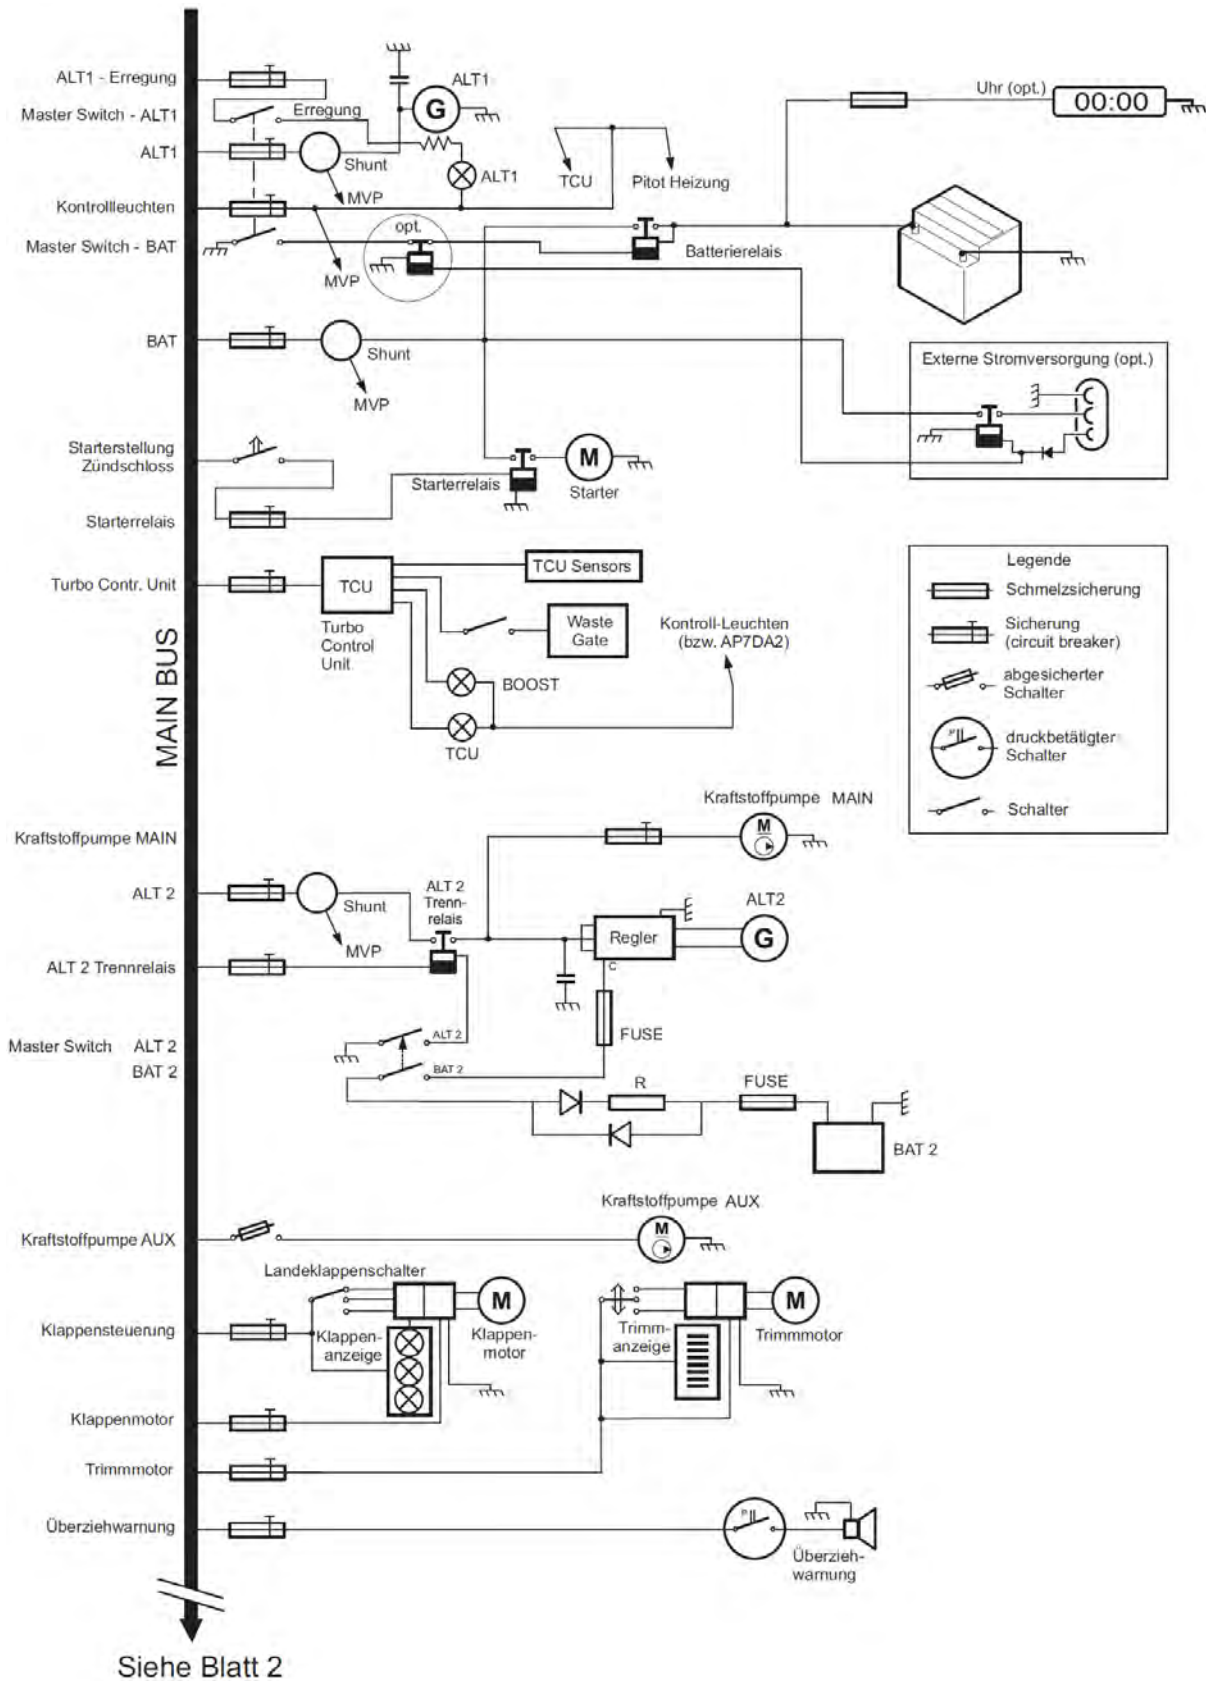 ALT1 - Erregung
Master Switch - ALT1
Erregung
ALT1
G
Uhr (opt.)
00:00
ALT1
Shunt
MVP
ALT1
TCU
Pitot Heizung
Kontrollleuchten
Master Switch - BAT
opt.
MVP
Batterierelais
BAT
Shunt
MVP
Externe Stromversorgung (opt.)
Starterstellung
Zündschloss
Starterrelais
M
Starter
Starterrelais
Turbo Contr. Unit
TCU
Turbo
Control
Unit
TCU Sensors
Waste
Gate
Kontroll-Leuchten
(bzw. AP7DA2)
BOOST
TCU
Legende
Schmelzsicherung
Sicherung
(circuit breaker)
abgesicherter
Schalter
P
druckbetätigter
Schalter
Schalter
MAIN BUS
Kraftstoffpumpe MAIN
M
Kraftstoffpumpe MAIN
ALT 2
Shunt
MVP
ALT 2
Trenn-
relais
Regler
C
ALT2
G
ALT 2 Trennrelais
FUSE
Master Switch ALT 2
BAT 2
ALT 2
BAT 2
R
FUSE
BAT 2
Kraftstoffpumpe AUX
M
Kraftstoffpumpe AUX
Landeklappenschalter
M
Klappen-
motor
Klappensteuerung
Klappen-
anzeige
Trimm-
anzeige
M
Trimmmotor
Klappenmotor
Trimmmotor
Überziehwarnung
P
Überzieh-
warnung
Siehe Blatt 2